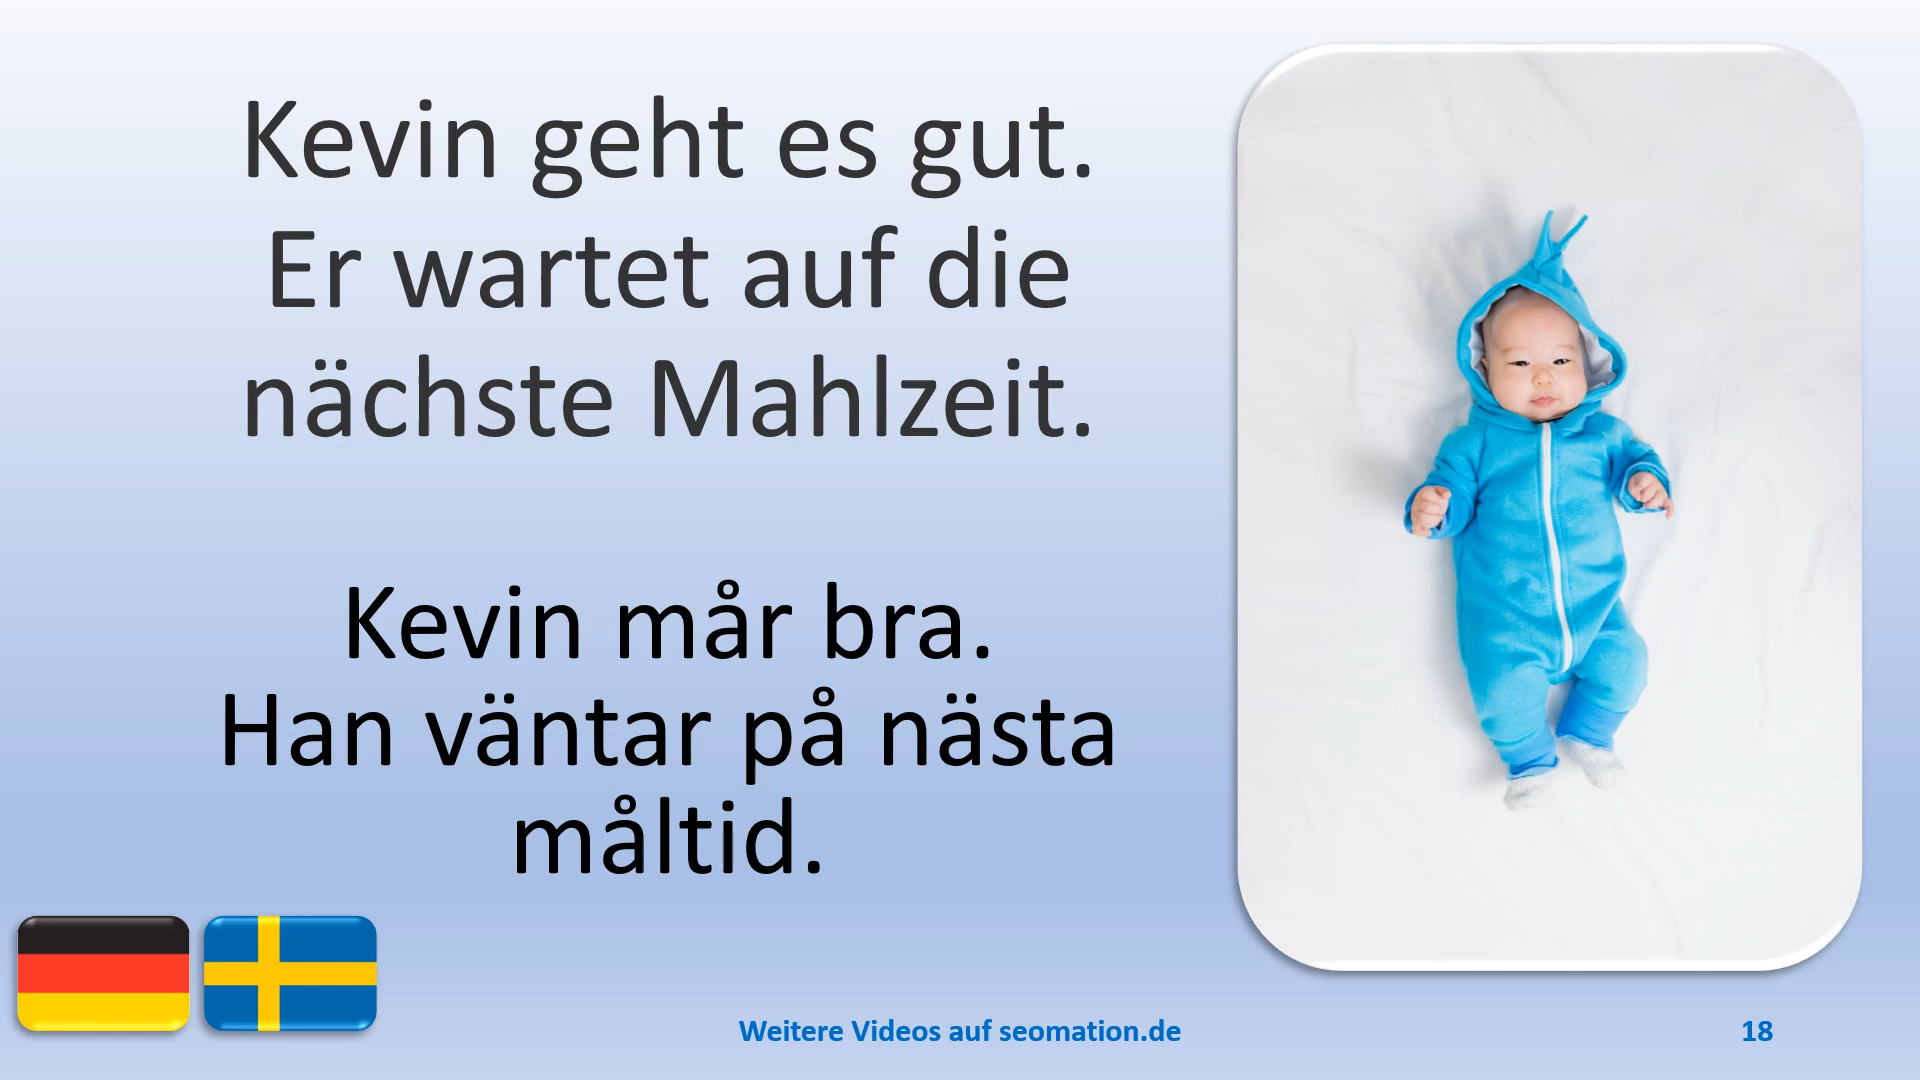 Kevin geht es gut.
Er wartet auf die
nächste Mahlzeit.
Kevin mår bra.
Han väntar på nästa
måltid.
Weitere Videos auf seomation.de
18